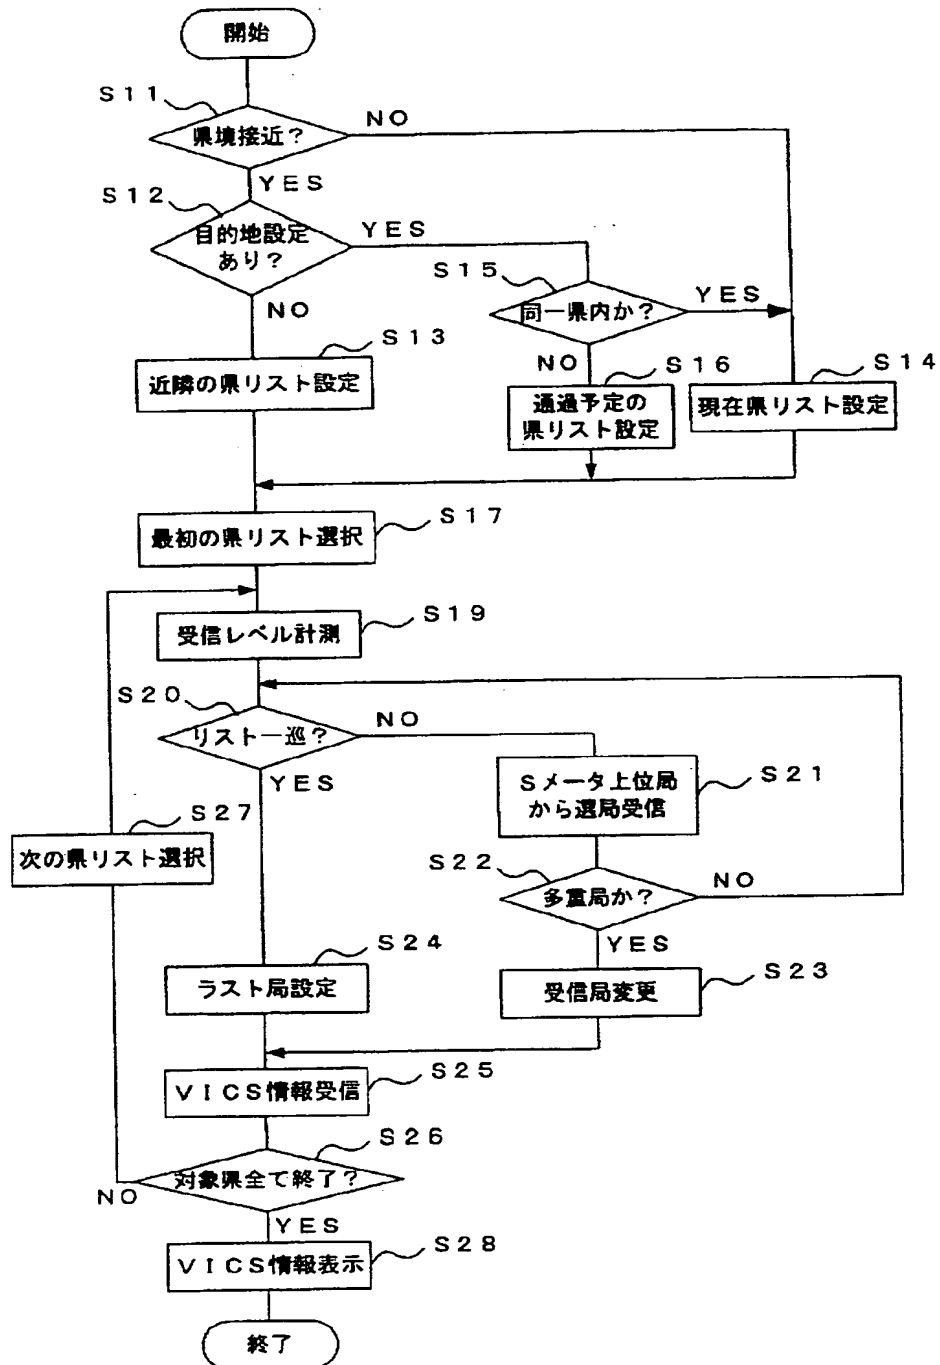 開始
S11
県境接近?
NO
YES
S12
目的地設定
あり?
YES
NO
S15
同一県内か?
YES
NO
S13
近隣の県リスト設定
S16
通過予定の
県リスト設定
S14
現在県リスト設定
S17
最初の県リスト選択
S19
受信レベル計測
S20
リスト一巡?
NO
YES
S21
Sメータ上位局
から選局受信
S22
多重局か?
NO
YES
S23
受信局変更
S27
次の県リスト選択
S24
ラスト局設定
S25
VICS情報受信
S26
対象県全て終了?
NO
YES
S28
VICS情報表示
終了